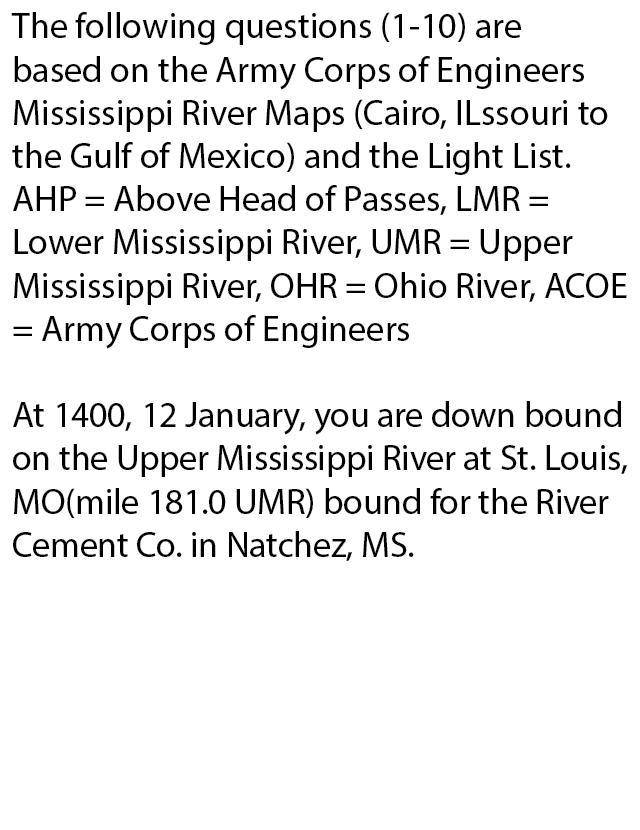 The following questions (1-10) are
based on the Army Corps of Engineers
Mississippi River Maps (Cairo, ILssouri to
the Gulf of Mexico) and the Light List.
AHP = Above Head of Passes, LMR =
Lower Mississippi River, UMR = Upper
Mississippi River, OHR = Ohio River, ACOE
= Army Corps of Engineers
At 1400, 12 January, you are down bound
on the Upper Mississippi River at St. Louis,
MO(mile 181.0 UMR) bound for the River
Cement Co. in Natchez, MS.